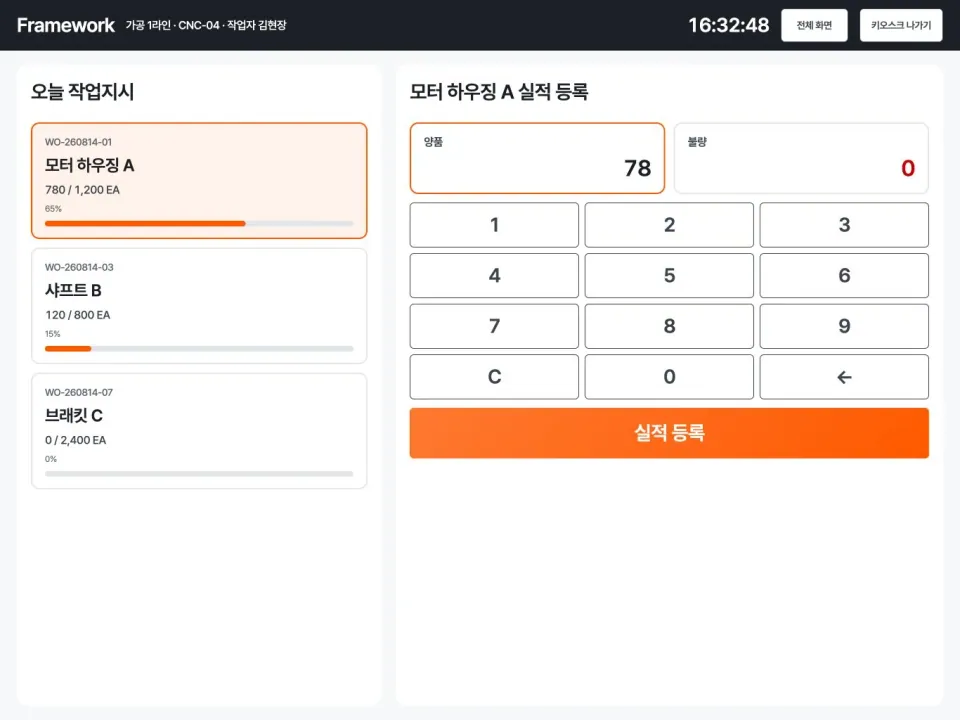 Framework 가공 1라인 · CNC-04 · 작업자 김현장 16:32:48 전체 화면 키오스크 나가기
오늘 작업지시
WO-260814-01
모터 하우징 A
780 / 1,200 EA
65%
WO-260814-03
샤프트 B
120 / 800 EA
15%
WO-260814-07
브래킷 C
0 / 2,400 EA
0%
모터 하우징 A 실적 등록
양품
78
불량
0
1 2 3
4 5 6
7 8 9
C 0 ←
실적 등록